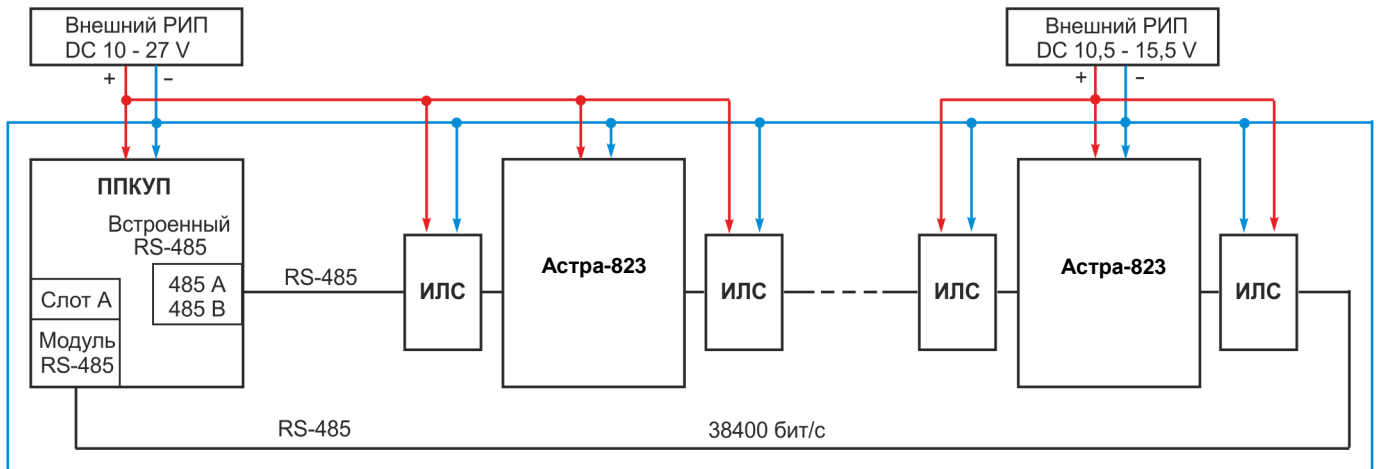 Внешний РИП
DC 10 - 27 V
Внешний РИП
DC 10,5 - 15,5 V
+
–
+
–
ППКУП
Встроенный
RS-485
485 A
485 B
Слот А
Модуль
RS-485
RS-485
ИЛС
Астра-823
ИЛС
ИЛС
Астра-823
ИЛС
RS-485
38400 бит/с